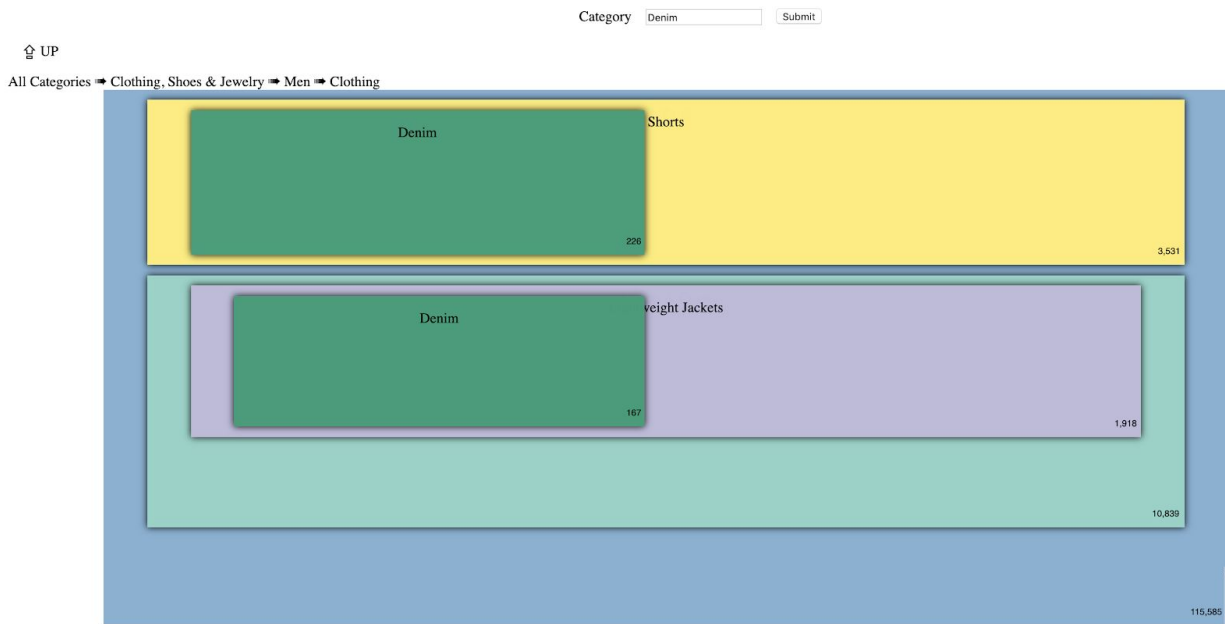 Category Denim Submit
⇪ UP
All Categories ➠ Clothing, Shoes & Jewelry ➠ Men ➠ Clothing
Shorts
Denim
226
3,531
weight Jackets
Denim
167
1,918
10,839
115,585